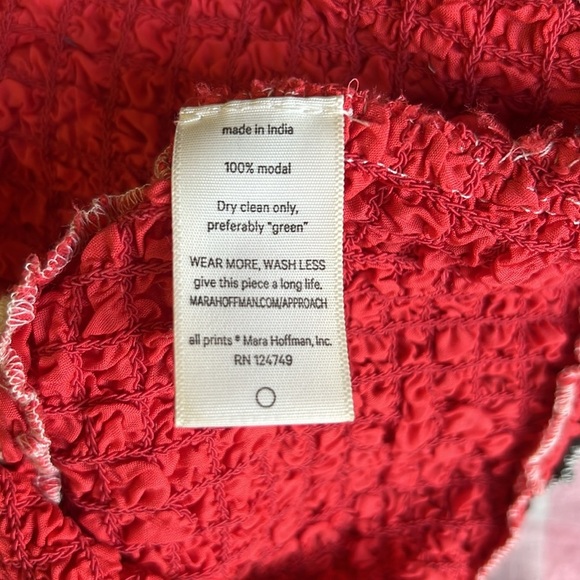 made in India
100% modal
Dry clean only,
preferably "green"
WEAR MORE, WASH LESS
give this piece a long life.
MARAHOFFMAN.COM/APPROACH
all prints ® Mara Hoffman, Inc.
RN 124749